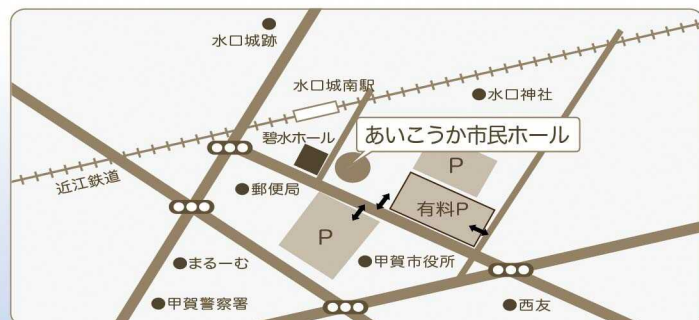 水口城跡
水口城南駅
水口神社
碧水ホール
あいこうか市民ホール
P
近江鉄道
郵便局
有料P
P
まるーむ
甲賀市役所
甲賀警察署
西友